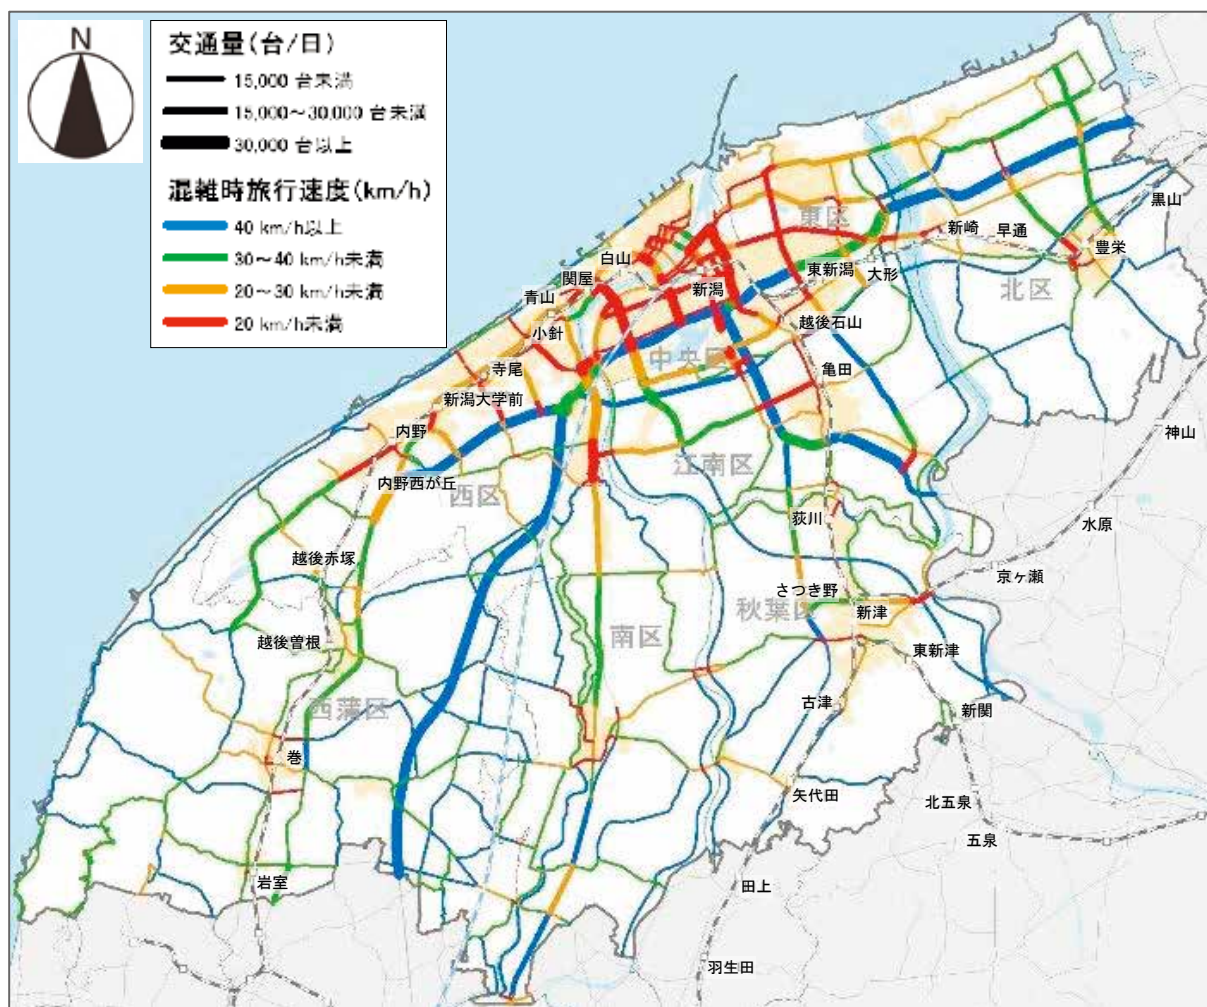 N
交通量(台/日)
15,000 台未満
15,000～30,000 台未満
30,000 台以上
混雑時旅行速度(km/h)
40 km/h以上
30～40 km/h未満
20～30 km/h未満
20 km/h未満
黒山
東区
新崎
早通
豊栄
白山
関屋
東新潟
大形
北区
青山
新潟
小針
越後石山
中央区
寺尾
亀田
新潟大学前
内野
神山
江南区
内野西が丘
西区
荻川
水原
越後赤塚
京ヶ瀬
さつき野
秋葉区
新津
南区
越後曽根
東新津
西蒲区
古津
新関
巻
矢代田
北五泉
五泉
岩室
田上
羽生田